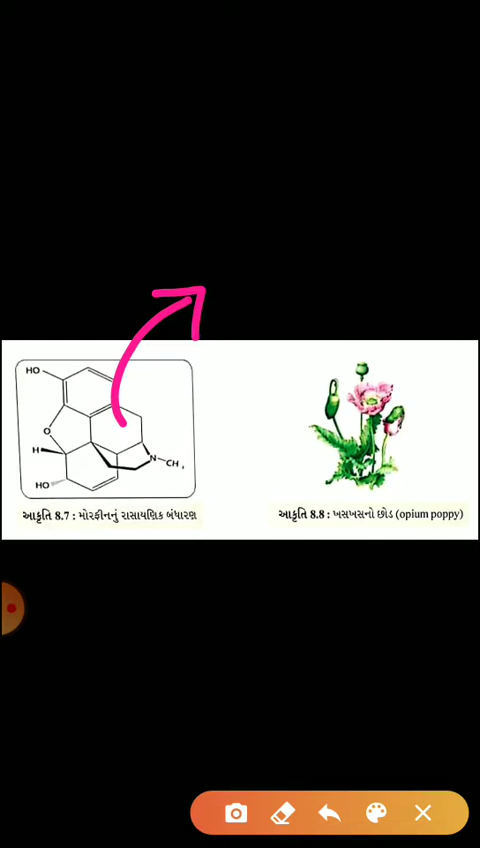 HO
O
H
N
CH,
HO
આકૃતિ 8.7 : મોરફીનનું રાસાયણિક બંધારણ
આકૃતિ 8.8 : ખસખસનો છોડ (opium poppy)